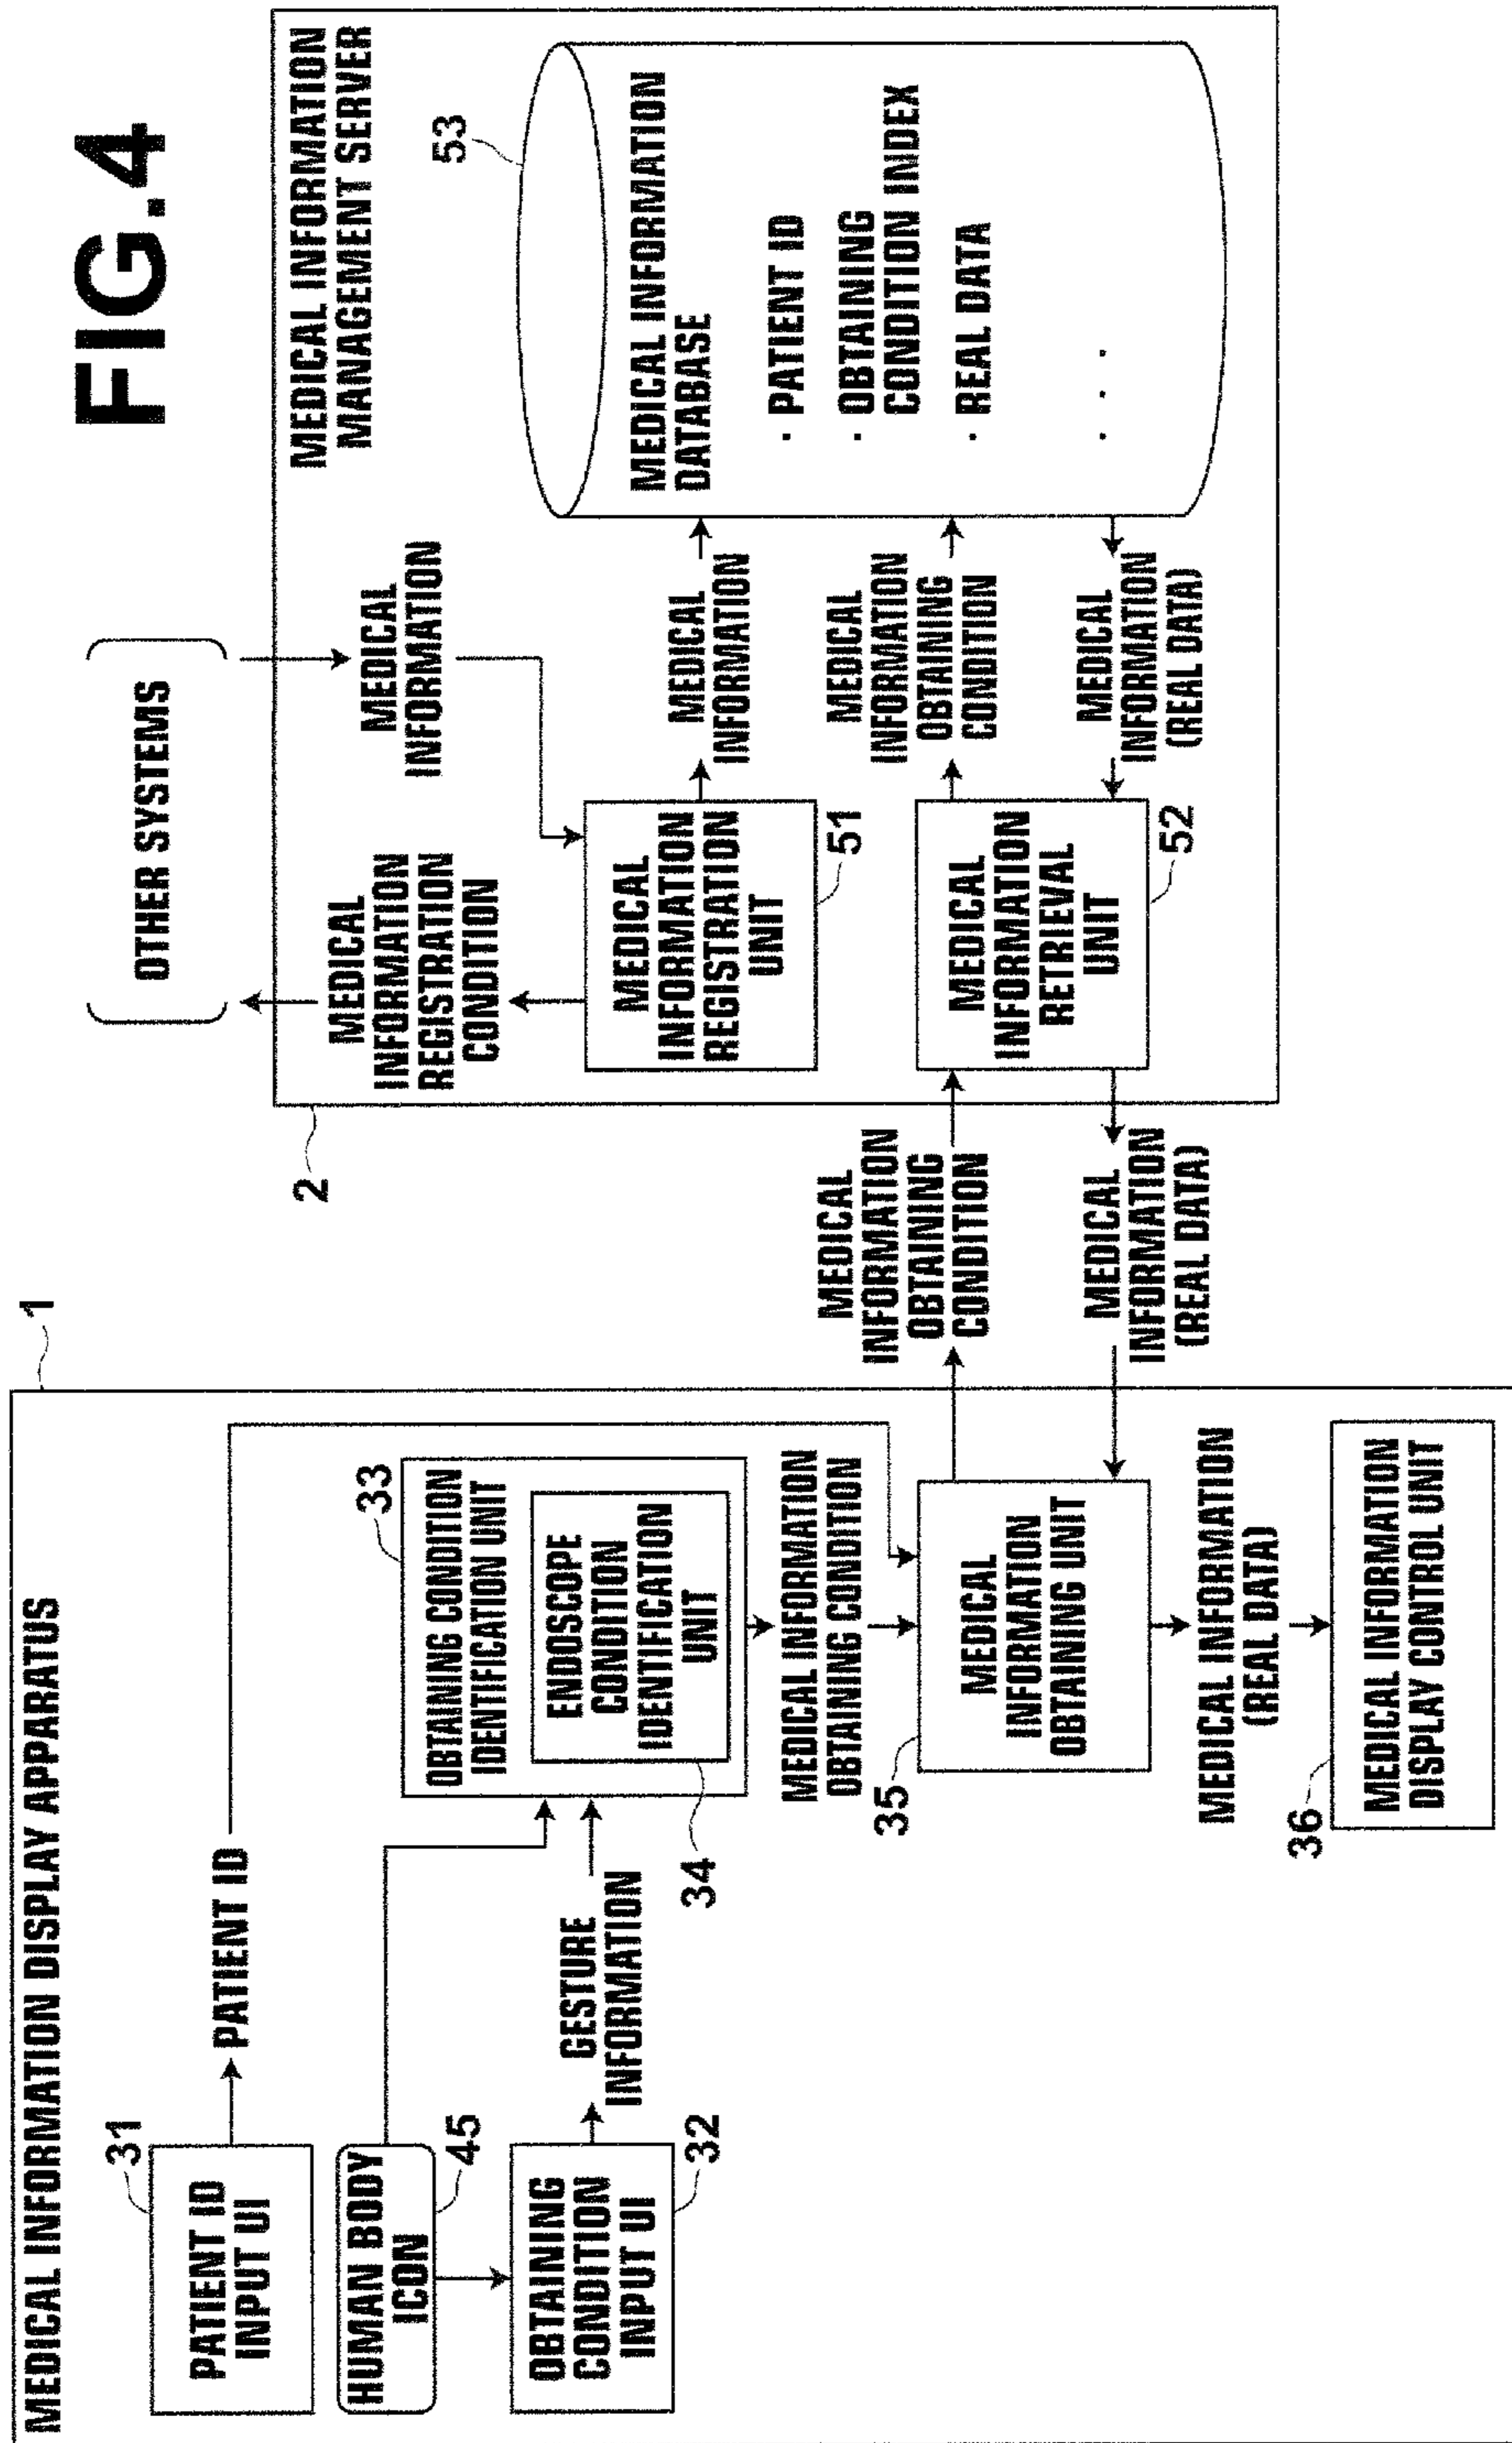 FIG.4
MEDICAL INFORMATION DISPLAY APPARATUS
1
31
PATIENT ID
INPUT UI
PATIENT ID
HUMAN BODY
ICON
45
OBTAINING
CONDITION
INPUT UI
32
GESTURE
INFORMATION
33
OBTAINING CONDITION
IDENTIFICATION UNIT
ENDOSCOPE
CONDITION
IDENTIFICATION
UNIT
34
MEDICAL INFORMATION
OBTAINING CONDITION
35
MEDICAL
INFORMATION
OBTAINING UNIT
MEDICAL INFORMATION
(REAL DATA)
36
MEDICAL INFORMATION
DISPLAY CONTROL UNIT
MEDICAL
INFORMATION
OBTAINING
CONDITION
MEDICAL
INFORMATION
(REAL DATA)
OTHER SYSTEMS
2
MEDICAL INFORMATION
MANAGEMENT SERVER
MEDICAL
INFORMATION
REGISTRATION
CONDITION
MEDICAL
INFORMATION
MEDICAL
INFORMATION
REGISTRATION
UNIT
51
MEDICAL
INFORMATION
MEDICAL
INFORMATION
RETRIEVAL
UNIT
52
MEDICAL
INFORMATION
OBTAINING
CONDITION
MEDICAL
INFORMATION
(REAL DATA)
53
MEDICAL INFORMATION
DATABASE
· PATIENT ID
· OBTAINING
CONDITION INDEX
· REAL DATA
· · ·